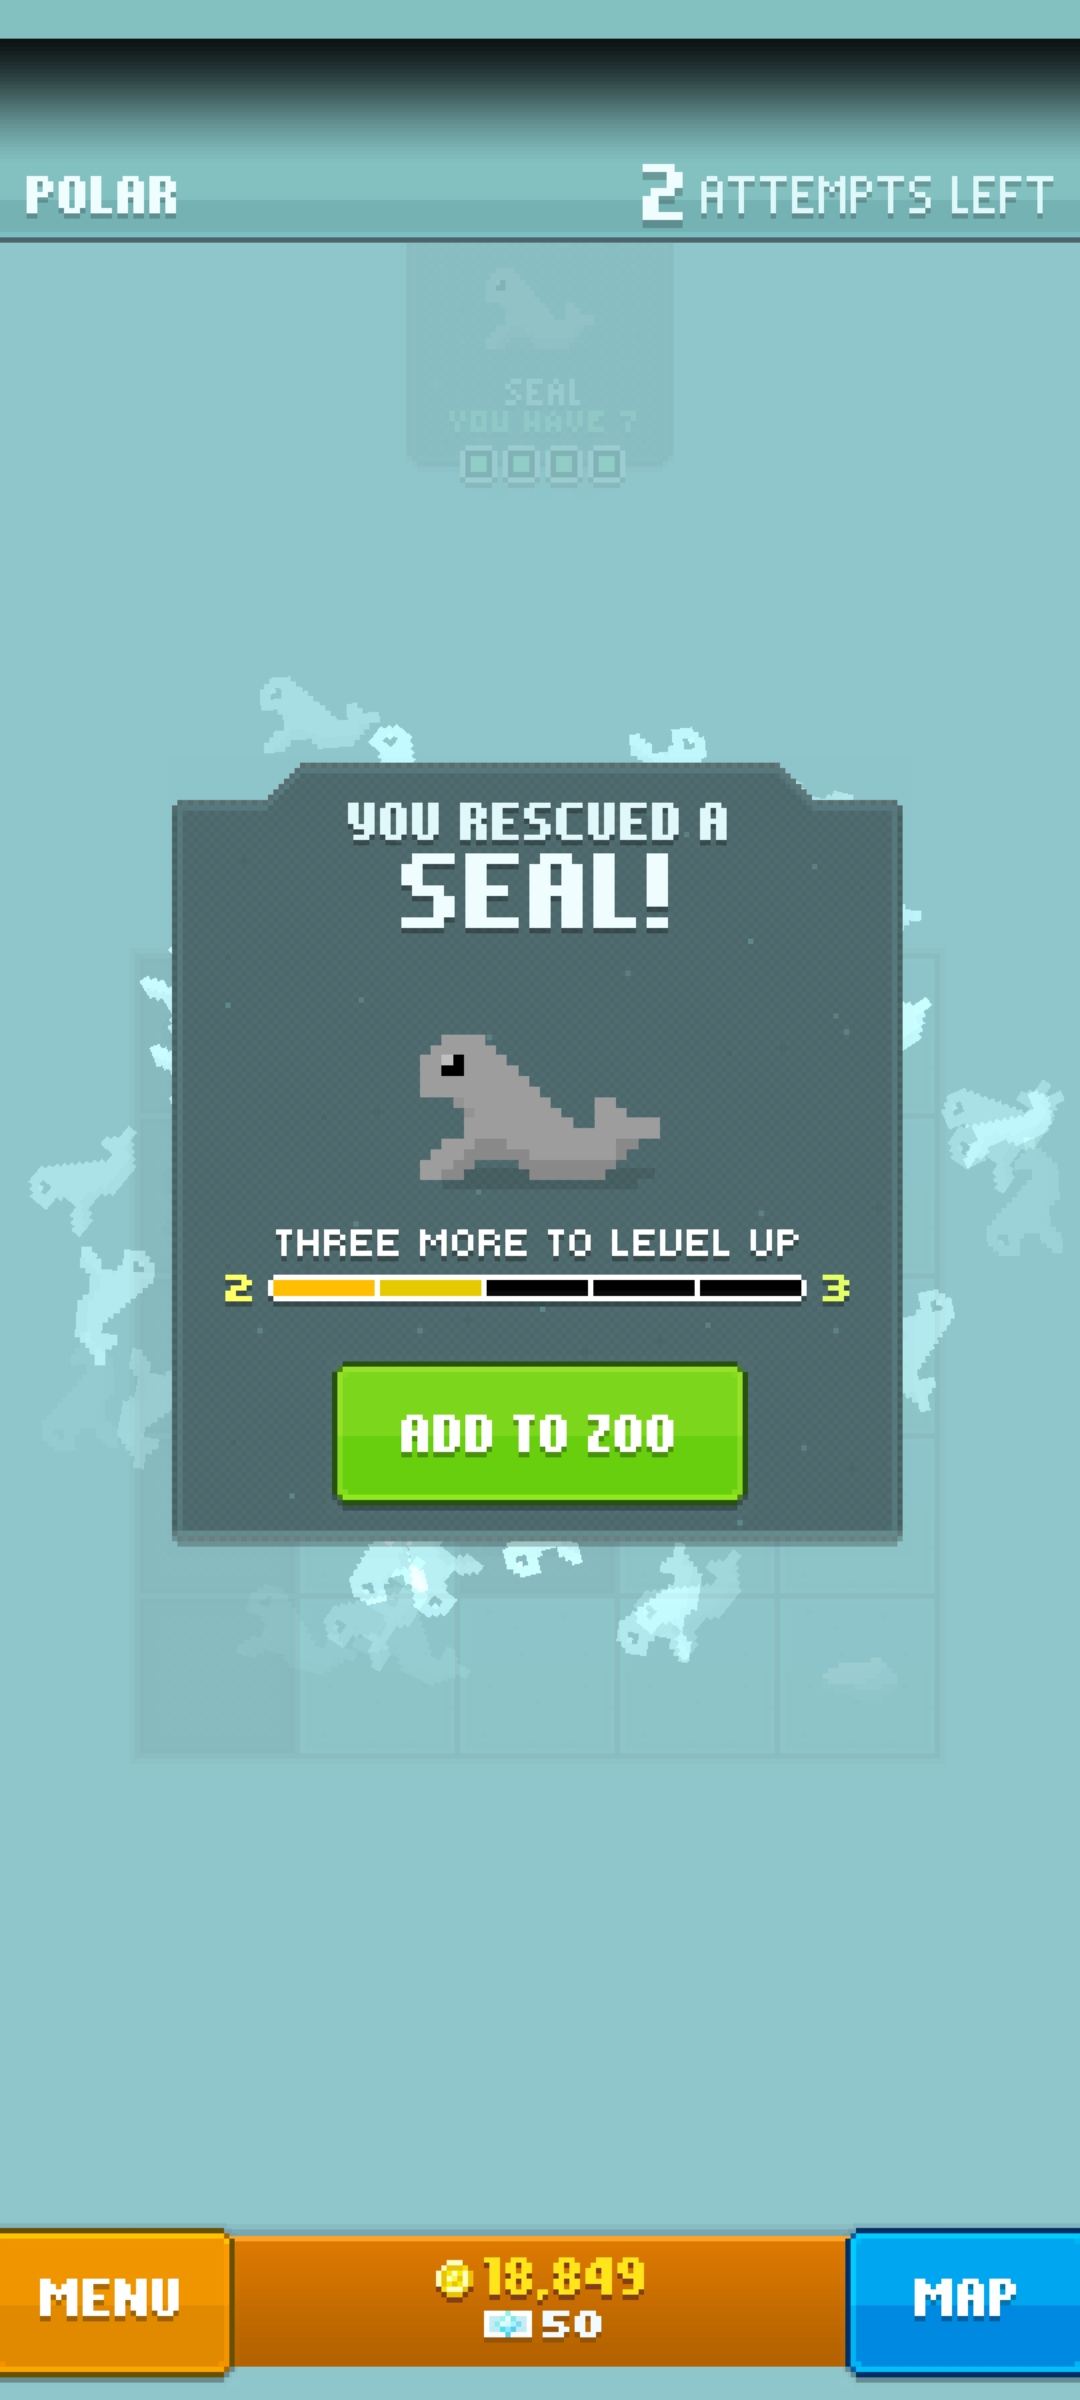 POLAR
2 ATTEMPTS LEFT
SEAL
YOU HAVE 7
YOU RESCUED A
SEAL!
THREE MORE TO LEVEL UP
2 3
ADD TO ZOO
MENU
18,849
50
MAP